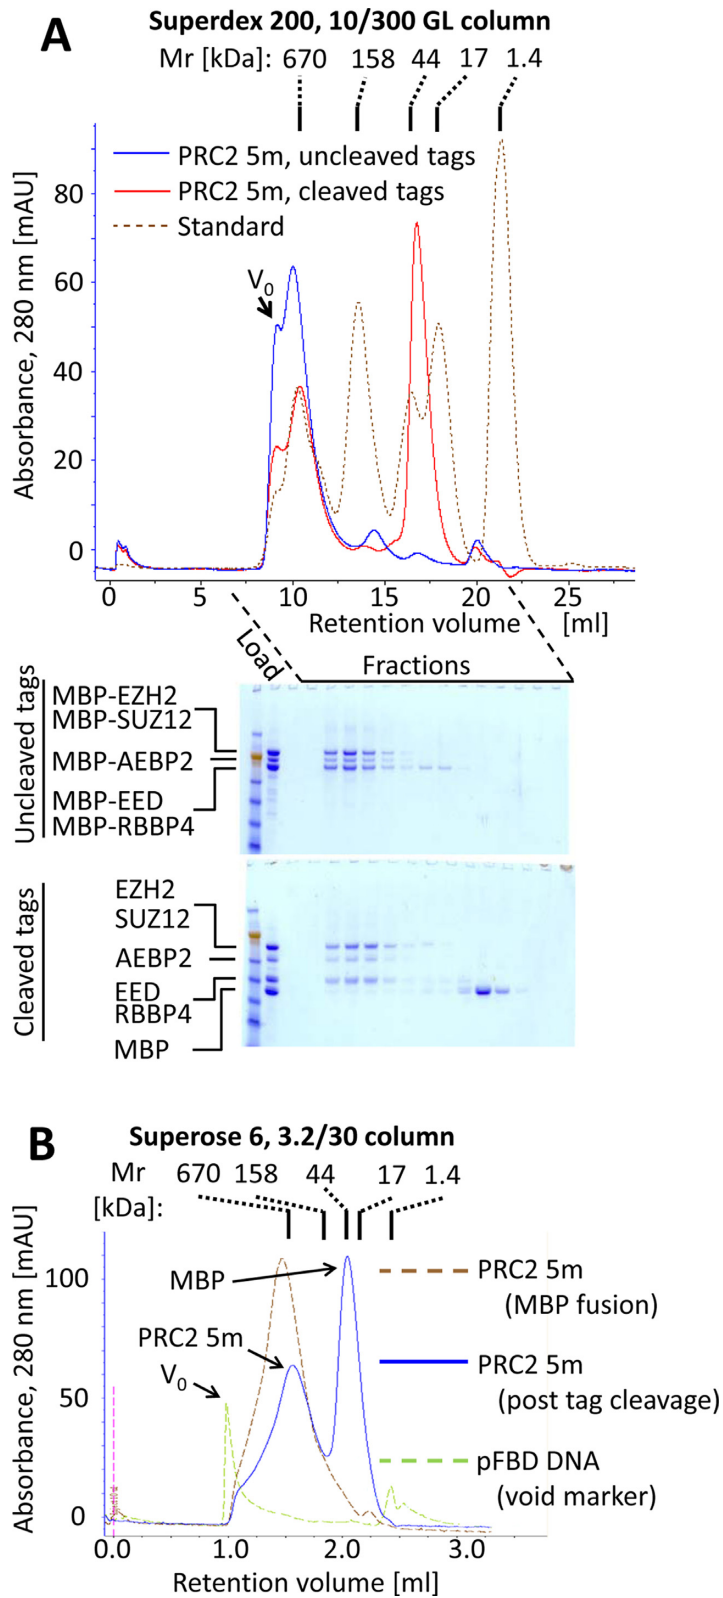 A
Superdex 200, 10/300 GL column
Mr [kDa]: 670 158 44 17 1.4
PRC2 5m, uncleaved tags
PRC2 5m, cleaved tags
Standard
V0
Absorbance, 280 nm [mAU]
80
60
40
20
0
0 5 10 15 20 25
Retention volume [ml]
Load
Fractions
Uncleaved tags
MBP-EZH2
MBP-SUZ12
MBP-AEBP2
MBP-EED
MBP-RBBP4
Cleaved tags
EZH2
SUZ12
AEBP2
EED
RBBP4
MBP
B
Superose 6, 3.2/30 column
Mr 670 158 44 17 1.4
[kDa]:
Absorbance, 280 nm [mAU]
100
50
0
MBP
PRC2 5m
V0
PRC2 5m
(MBP fusion)
PRC2 5m
(post tag cleavage)
pFBD DNA
(void marker)
0.0 1.0 2.0 3.0
Retention volume [ml]